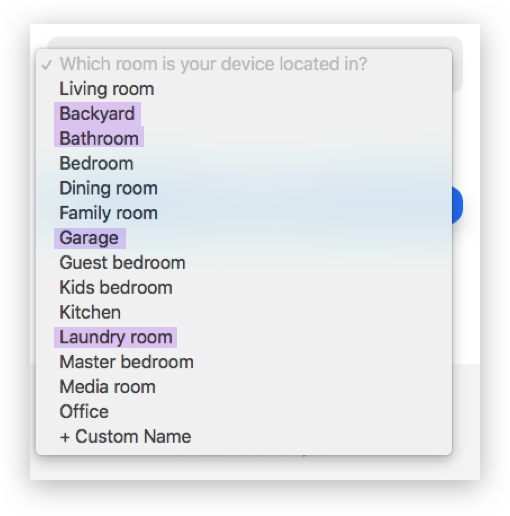 ✓ Which room is your device located in?
Living room
Backyard
Bathroom
Bedroom
Dining room
Family room
Garage
Guest bedroom
Kids bedroom
Kitchen
Laundry room
Master bedroom
Media room
Office
+ Custom Name